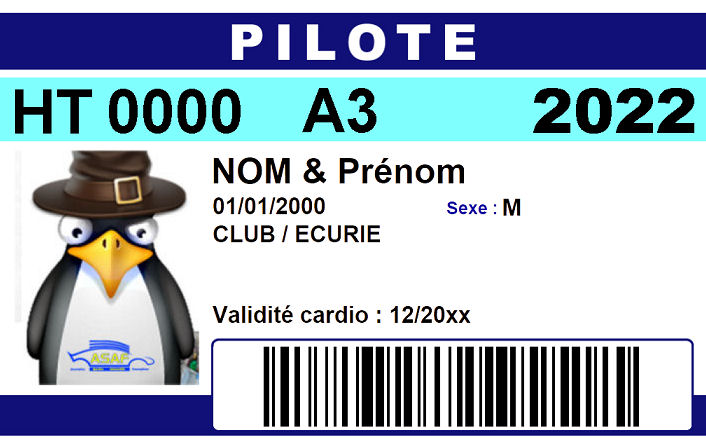 PILOTE
HT 0000 A3 2022
NOM & Prénom
01/01/2000 Sexe : M
CLUB / ECURIE
Validité cardio : 12/20xx
ASAF